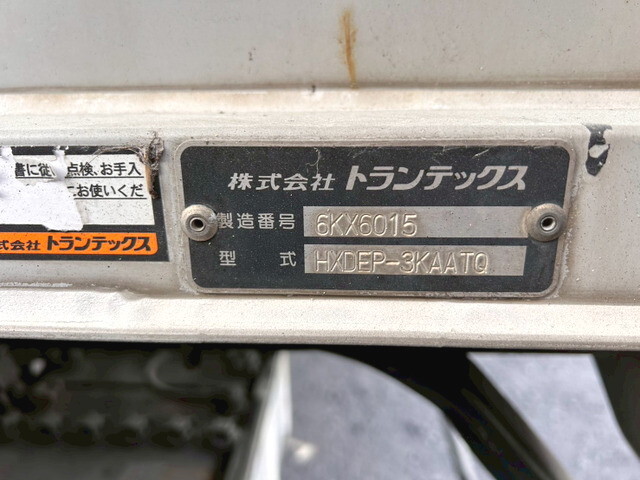 書に従い点検、お手入
にお使いくだ
式会社 トランテックス
株式会社 トランテックス
製造番号 6KX6015
型式 HXDEP-3KAATQ